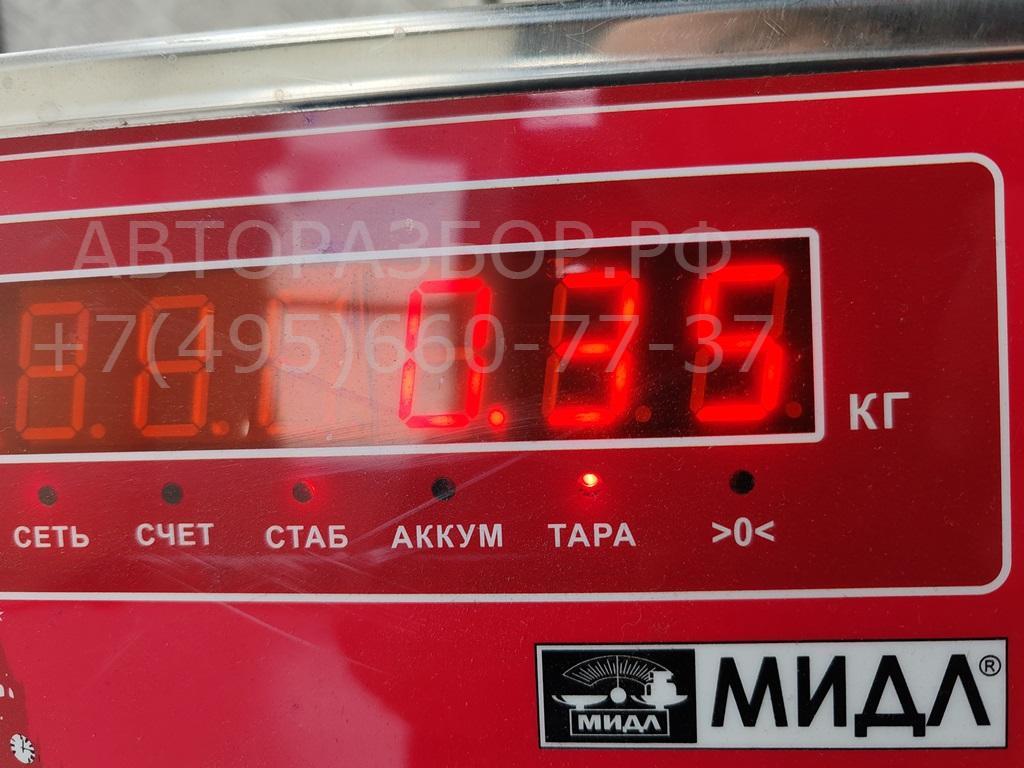 АВТОРАЗБОР.РФ
+7(495)660-77-37
0.35 КГ
СЕТЬ СЧЕТ СТАБ АККУМ ТАРА >0<
МИДЛ МИДЛ®